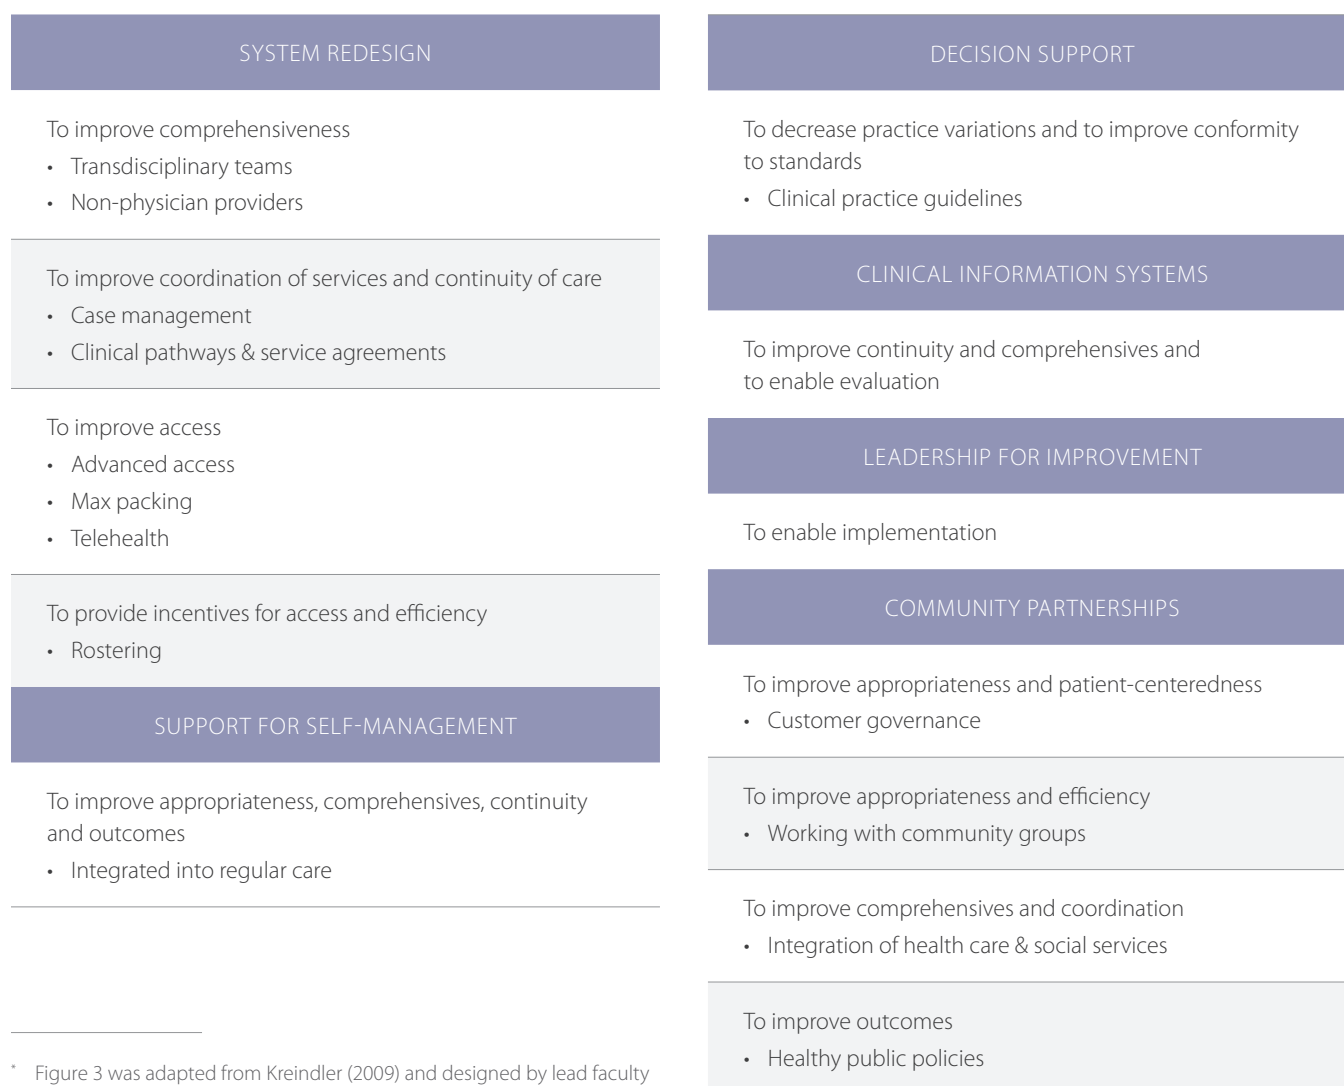 SYSTEM REDESIGN
To improve comprehensiveness
• Transdisciplinary teams
• Non-physician providers
To improve coordination of services and continuity of care
• Case management
• Clinical pathways & service agreements
To improve access
• Advanced access
• Max packing
• Telehealth
To provide incentives for access and efficiency
• Rostering
SUPPORT FOR SELF-MANAGEMENT
To improve appropriateness, comprehensives, continuity
and outcomes
• Integrated into regular care
* Figure 3 was adapted from Kreindler (2009) and designed by lead faculty
DECISION SUPPORT
To decrease practice variations and to improve conformity
to standards
• Clinical practice guidelines
CLINICAL INFORMATION SYSTEMS
To improve continuity and comprehensives and
to enable evaluation
LEADERSHIP FOR IMPROVEMENT
To enable implementation
COMMUNITY PARTNERSHIPS
To improve appropriateness and patient-centeredness
• Customer governance
To improve appropriateness and efficiency
• Working with community groups
To improve comprehensives and coordination
• Integration of health care & social services
To improve outcomes
• Healthy public policies